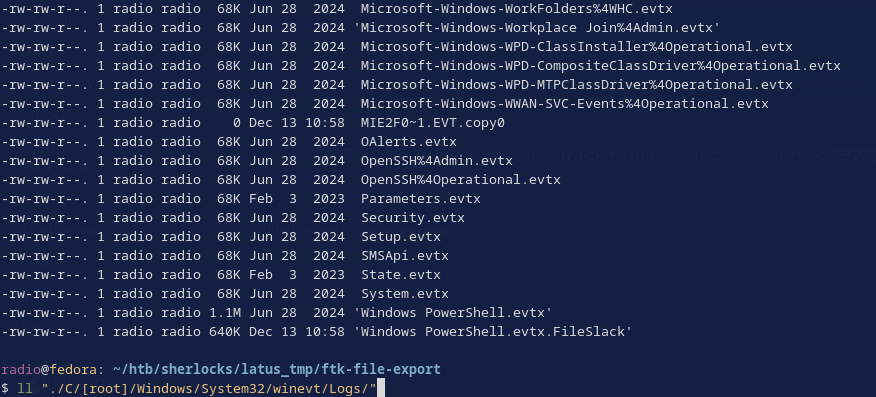 -rw-rw-r--. 1 radio radio  68K Jun 28  2024  Microsoft-Windows-WorkFolders%4WHC.evtx
-rw-rw-r--. 1 radio radio  68K Jun 28  2024 'Microsoft-Windows-Workplace Join%4Admin.evtx'
-rw-rw-r--. 1 radio radio  68K Jun 28  2024  Microsoft-Windows-WPD-ClassInstaller%4Operational.evtx
-rw-rw-r--. 1 radio radio  68K Jun 28  2024  Microsoft-Windows-WPD-CompositeClassDriver%4Operational.evtx
-rw-rw-r--. 1 radio radio  68K Jun 28  2024  Microsoft-Windows-WPD-MTPClassDriver%4Operational.evtx
-rw-rw-r--. 1 radio radio  68K Jun 28  2024  Microsoft-Windows-WWAN-SVC-Events%4Operational.evtx
-rw-rw-r--. 1 radio radio    0 Dec 13 10:58  MIE2F0~1.EVT.copy0
-rw-rw-r--. 1 radio radio  68K Jun 28  2024  OAlerts.evtx
-rw-rw-r--. 1 radio radio  68K Jun 28  2024  OpenSSH%4Admin.evtx
-rw-rw-r--. 1 radio radio  68K Jun 28  2024  OpenSSH%4Operational.evtx
-rw-rw-r--. 1 radio radio  68K Feb  3  2023  Parameters.evtx
-rw-rw-r--. 1 radio radio  68K Jun 28  2024  Security.evtx
-rw-rw-r--. 1 radio radio  68K Jun 28  2024  Setup.evtx
-rw-rw-r--. 1 radio radio  68K Jun 28  2024  SMSApi.evtx
-rw-rw-r--. 1 radio radio  68K Feb  3  2023  State.evtx
-rw-rw-r--. 1 radio radio  68K Jun 28  2024  System.evtx
-rw-rw-r--. 1 radio radio 1.1M Jun 28  2024 'Windows PowerShell.evtx'
-rw-rw-r--. 1 radio radio 640K Dec 13 10:58 'Windows PowerShell.evtx.FileSlack'
radio@fedora: ~/htb/sherlocks/latus_tmp/ftk-file-export
$ ll "./C/[root]/Windows/System32/winevt/Logs/"